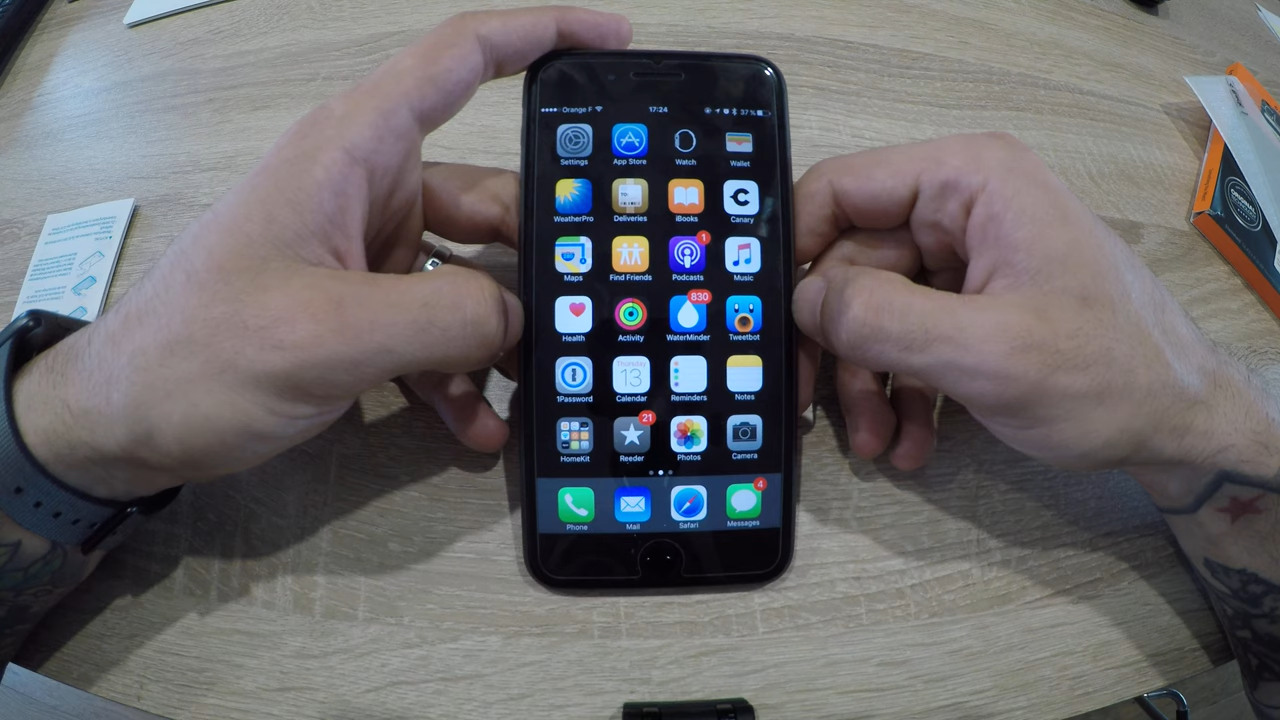 Orange F 17:24 37 %
Settings App Store Watch Wallet
WeatherPro Deliveries iBooks Canary
1
Maps Find Friends Podcasts Music
830
Health Activity WaterMinder Tweetbot
Thursday
13
1Password Calendar Reminders Notes
21
HomeKit Reeder Photos Camera
4
Phone Mail Safari Messages